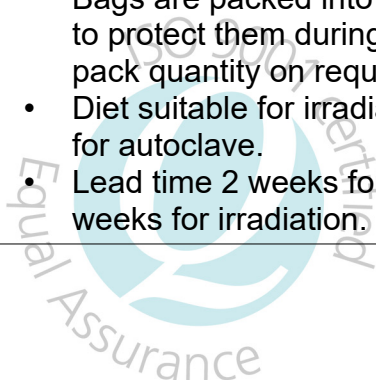 Bags are packed into
to protect them during
pack quantity on requ
• Diet suitable for irradia
for autoclave.
• Lead time 2 weeks fo
weeks for irradiation.
ISO 9001 Certified
Equal Assurance